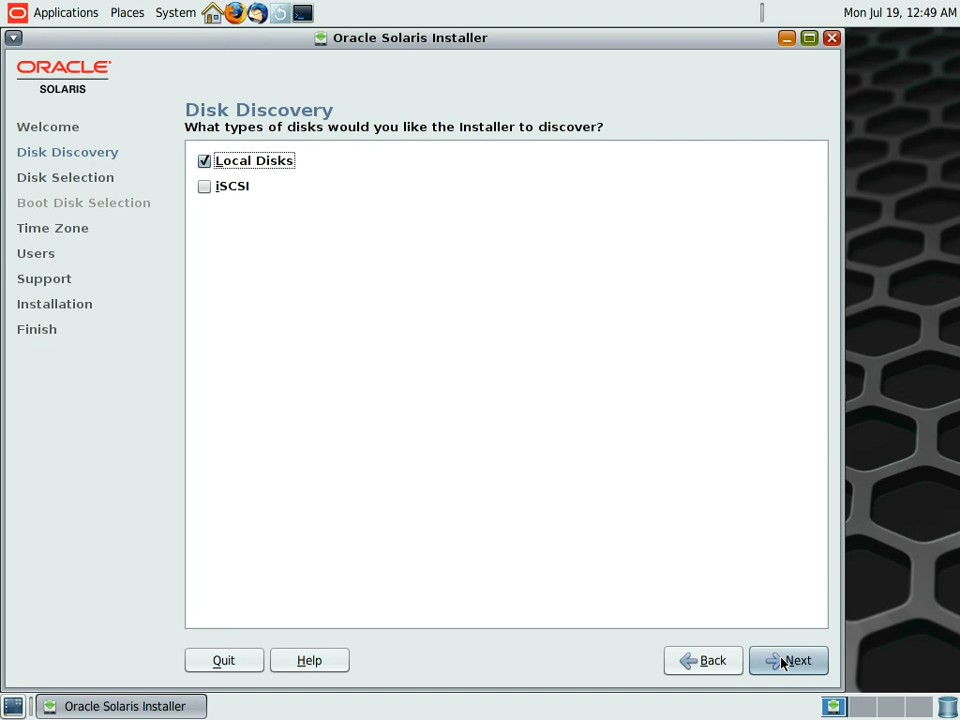 Applications Places System
Mon Jul 19, 12:49 AM
Oracle Solaris Installer
ORACLE
SOLARIS
Welcome
Disk Discovery
Disk Selection
Boot Disk Selection
Time Zone
Users
Support
Installation
Finish
Disk Discovery
What types of disks would you like the Installer to discover?
Local Disks
iSCSI
Quit Help Back Next
Oracle Solaris Installer